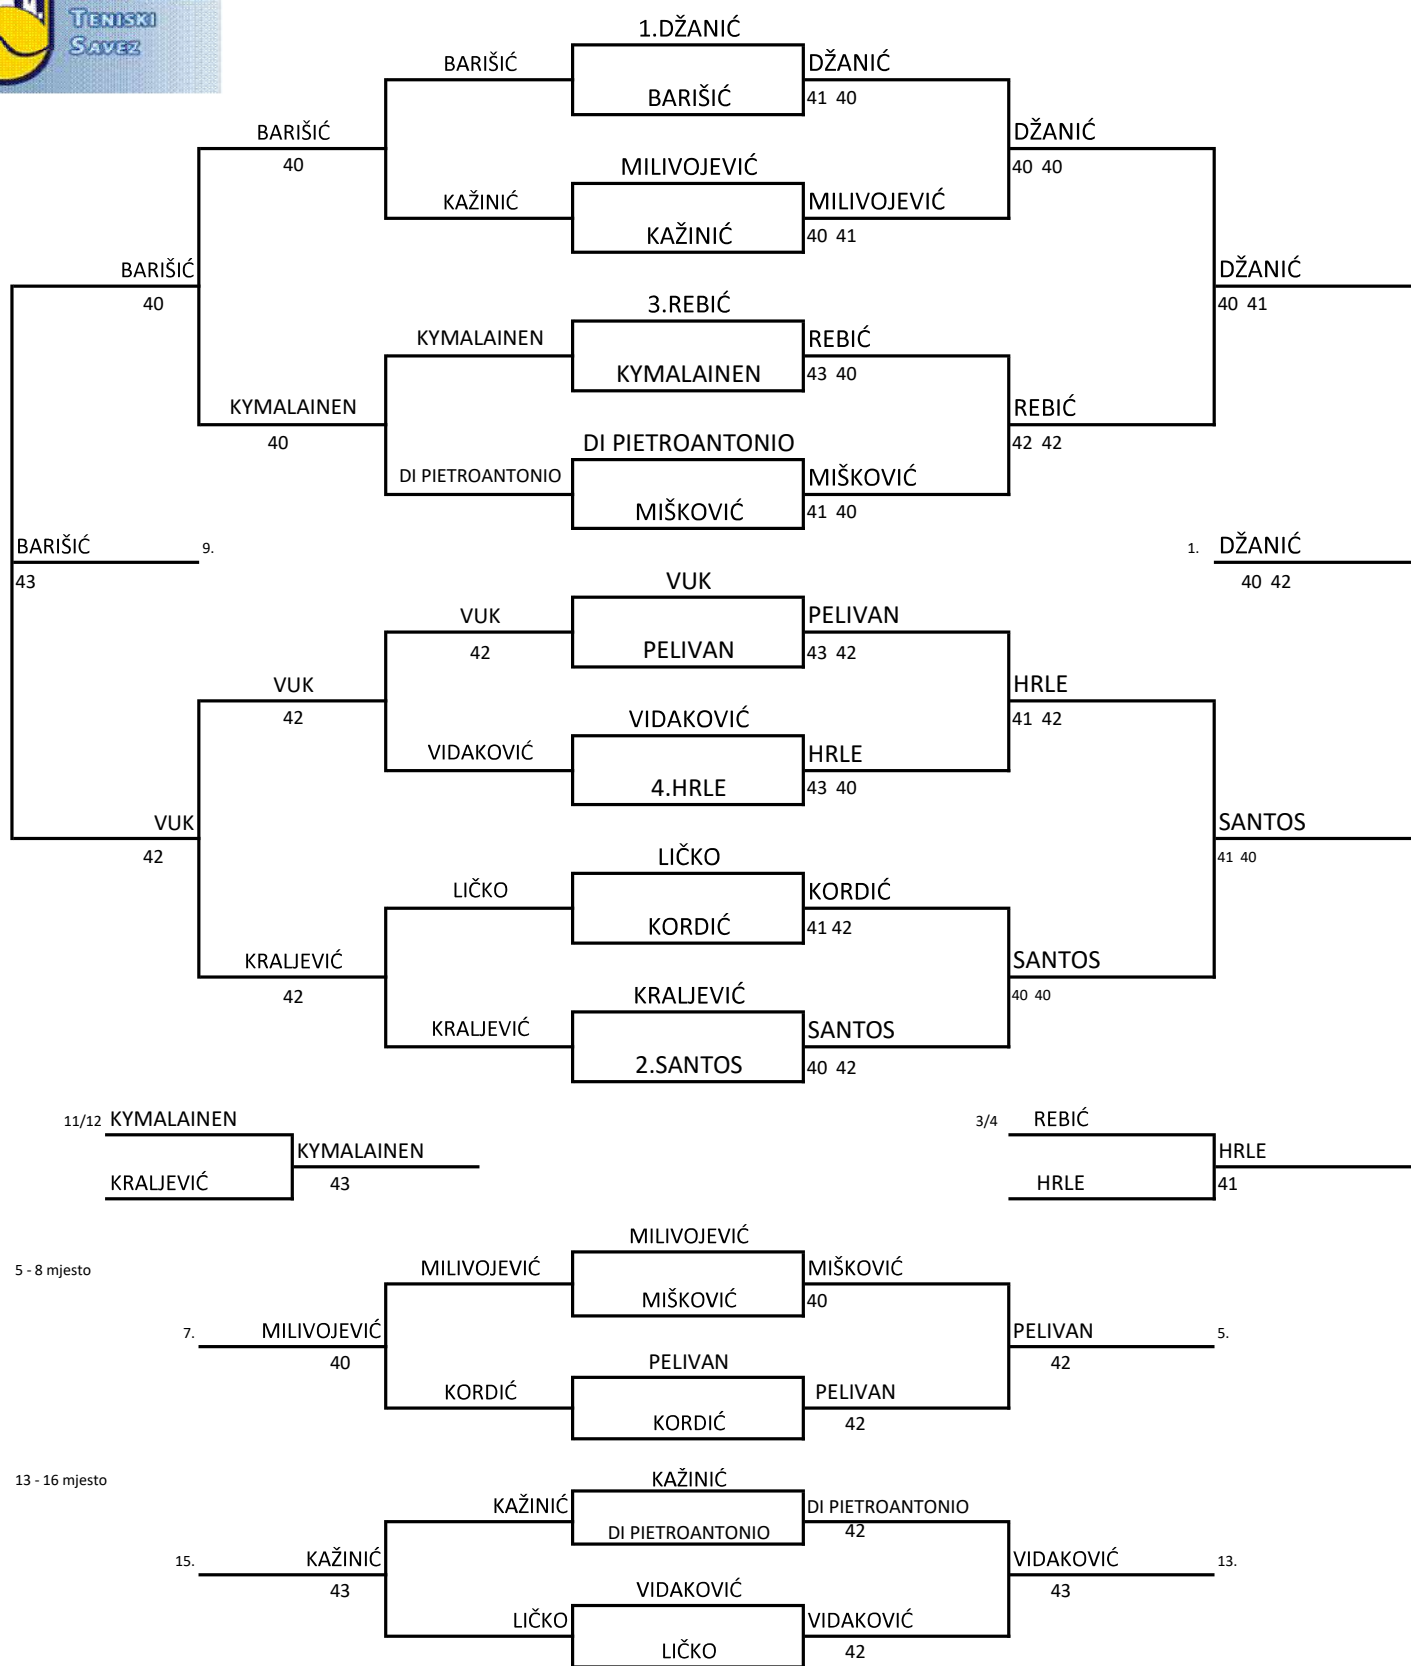 TENISKI
SAVEZ
1.DŽANIĆ
BARIŠIĆ DŽANIĆ
BARIŠIĆ 41 40
BARIŠIĆ DŽANIĆ
40 40 40
MILIVOJEVIĆ
KAŽINIĆ MILIVOJEVIĆ
KAŽINIĆ 40 41
BARIŠIĆ DŽANIĆ
40 40 41
3.REBIĆ
KYMALAINEN REBIĆ
KYMALAINEN 43 40
KYMALAINEN REBIĆ
40 42 42
DI PIETROANTONIO
DI PIETROANTONIO MIŠKOVIĆ
MIŠKOVIĆ 41 40
BARIŠIĆ 9. 1. DŽANIĆ
43 40 42
VUK
VUK PELIVAN
42 PELIVAN 43 42
VUK HRLE
42 41 42
VIDAKOVIĆ
VIDAKOVIĆ HRLE
4.HRLE 43 40
VUK SANTOS
42 41 40
LIČKO
LIČKO KORDIĆ
KORDIĆ 41 42
KRALJEVIĆ SANTOS
42 40 40
KRALJEVIĆ
KRALJEVIĆ SANTOS
2.SANTOS 40 42
11/12 KYMALAINEN 3/4 REBIĆ
KYMALAINEN HRLE
KRALJEVIĆ 43 HRLE 41
MILIVOJEVIĆ
5 - 8 mjesto MILIVOJEVIĆ MIŠKOVIĆ
MIŠKOVIĆ 40
7. MILIVOJEVIĆ PELIVAN 5.
40 PELIVAN 42
KORDIĆ PELIVAN
KORDIĆ 42
13 - 16 mjesto KAŽINIĆ
KAŽINIĆ DI PIETROANTONIO
DI PIETROANTONIO 42
15. KAŽINIĆ VIDAKOVIĆ 13.
43 VIDAKOVIĆ 43
LIČKO VIDAKOVIĆ
LIČKO 42